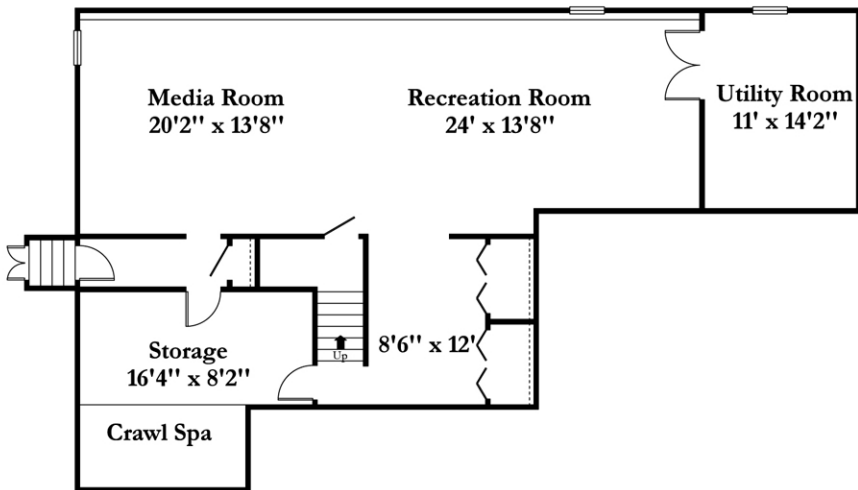 Media Room
20'2" x 13'8"
Recreation Room
24' x 13'8"
Utility Room
11' x 14'2"
Storage
16'4" x 8'2"
Up
8'6" x 12'
Crawl Spa